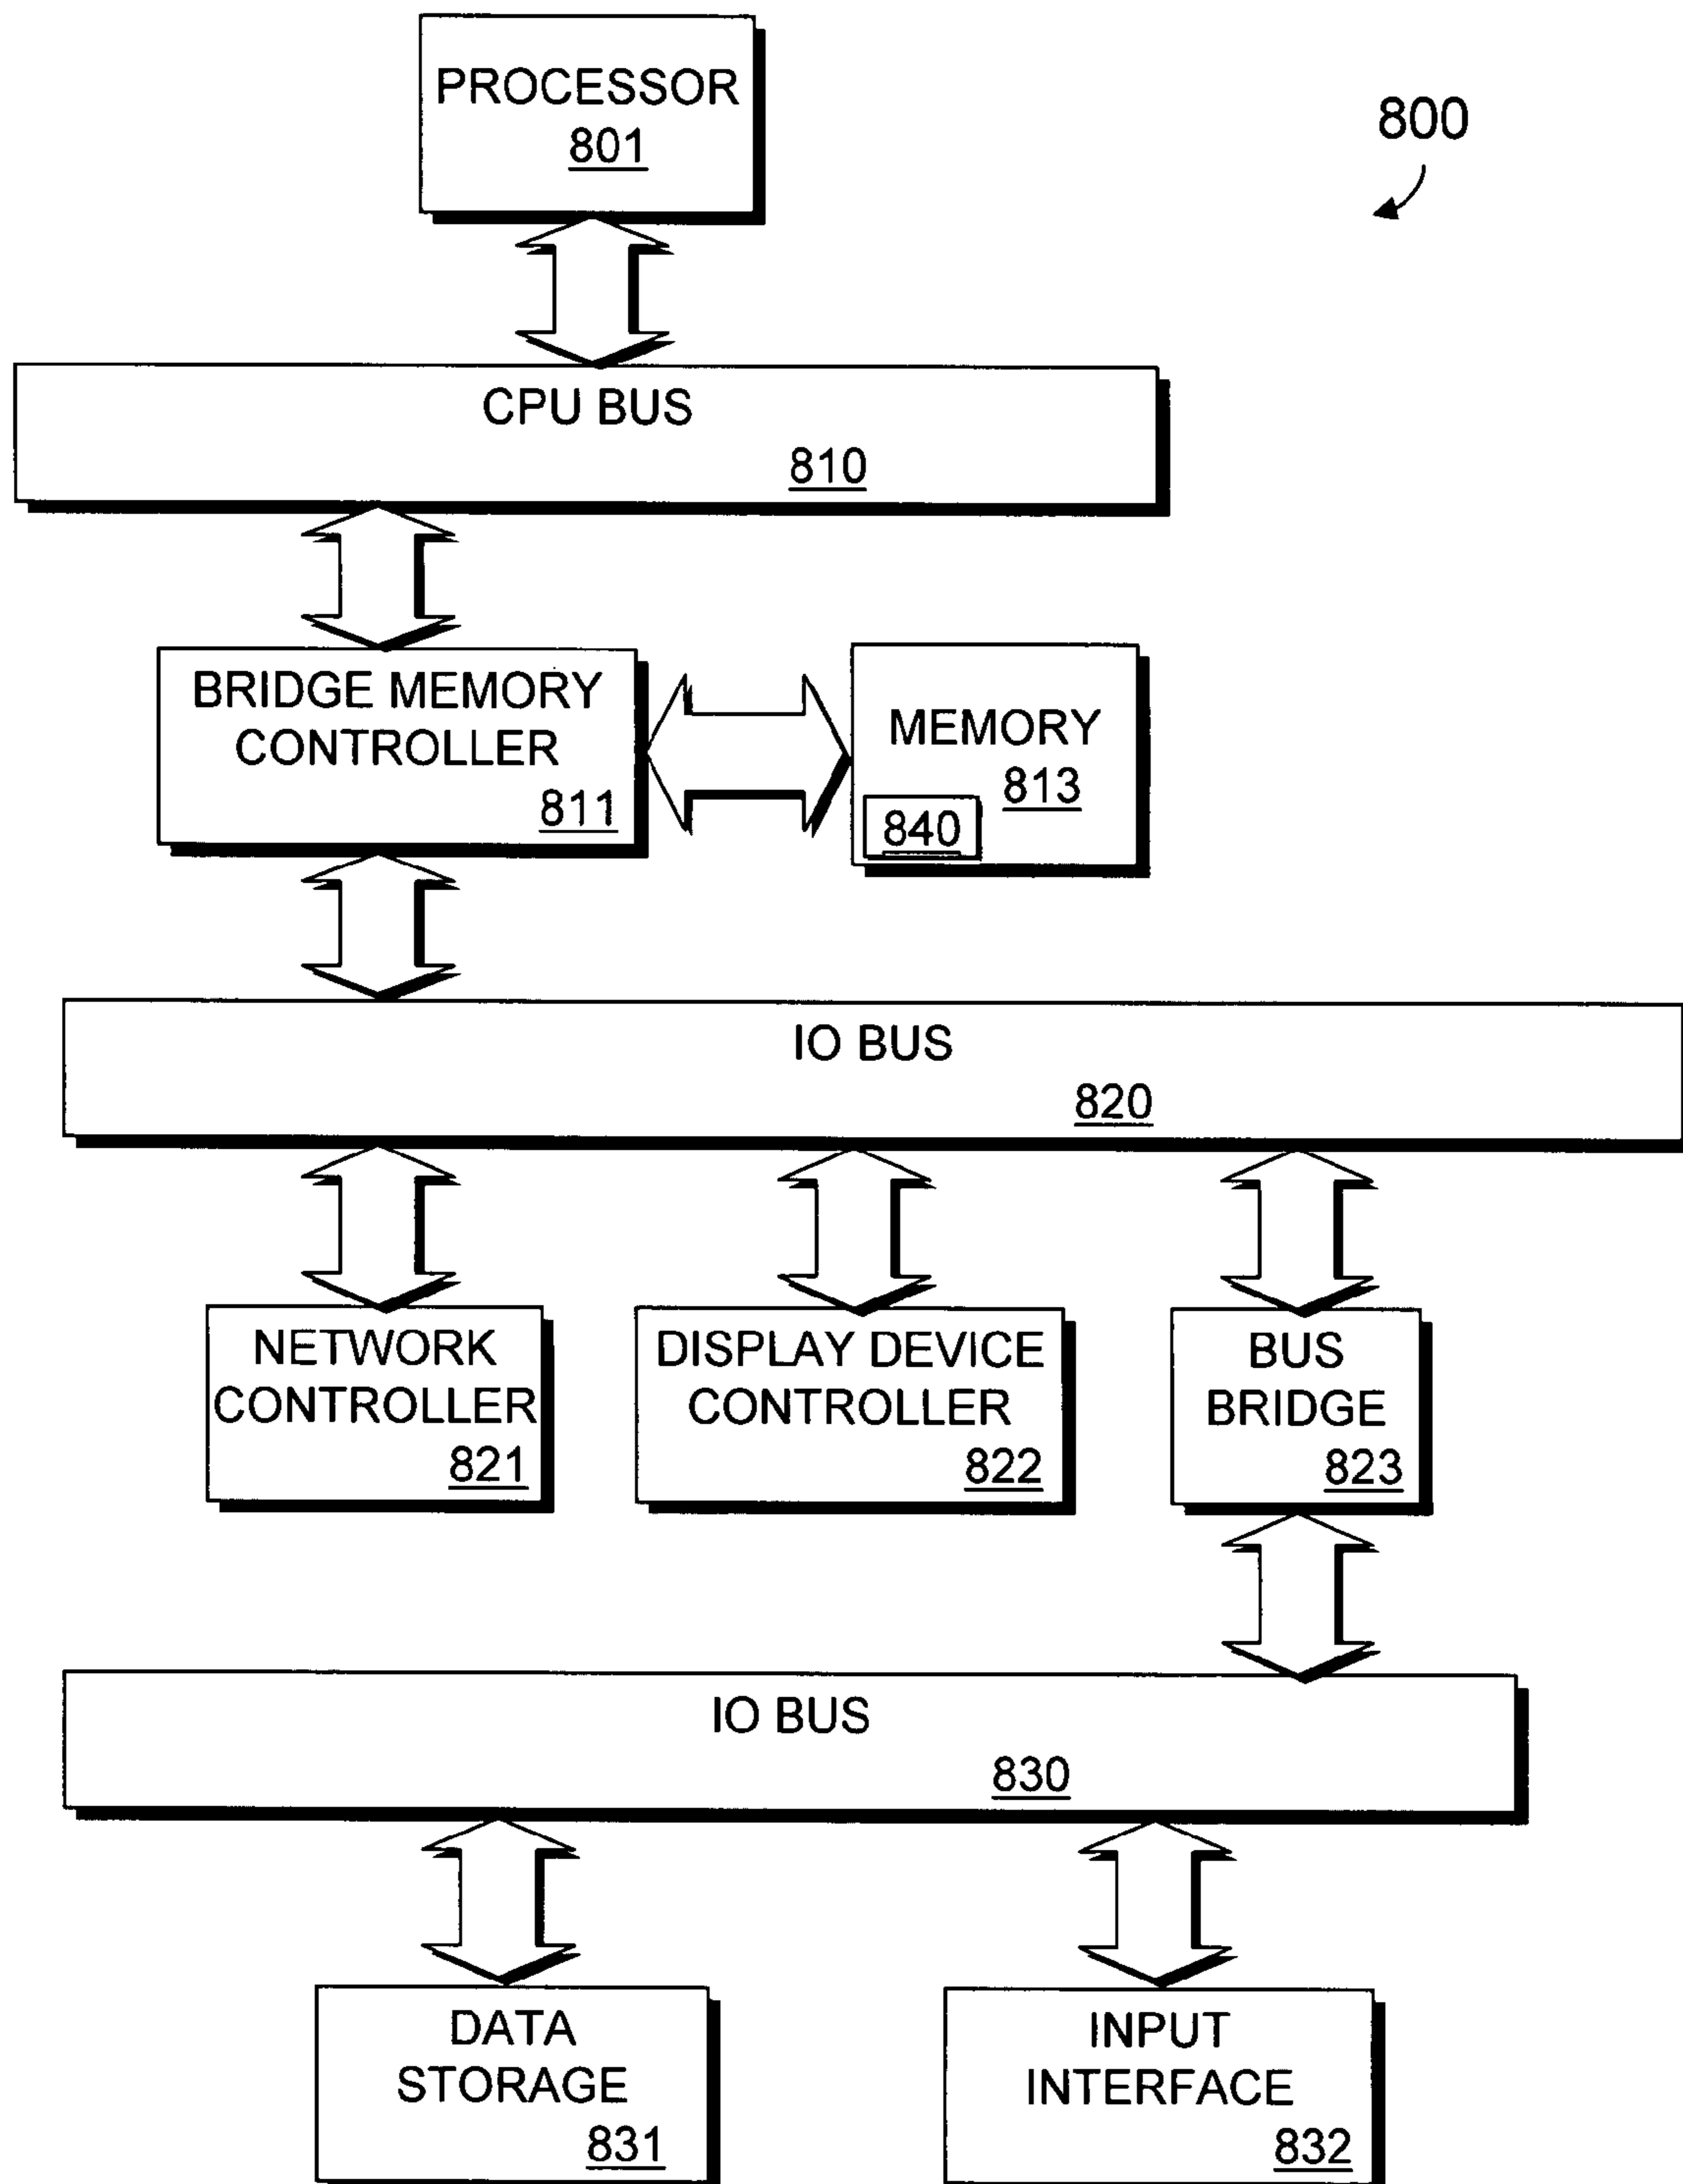 PROCESSOR
801
800
CPU BUS
810
BRIDGE MEMORY
CONTROLLER
811
MEMORY
813
840
IO BUS
820
NETWORK
CONTROLLER
821
DISPLAY DEVICE
CONTROLLER
822
BUS
BRIDGE
823
IO BUS
830
DATA
STORAGE
831
INPUT
INTERFACE
832